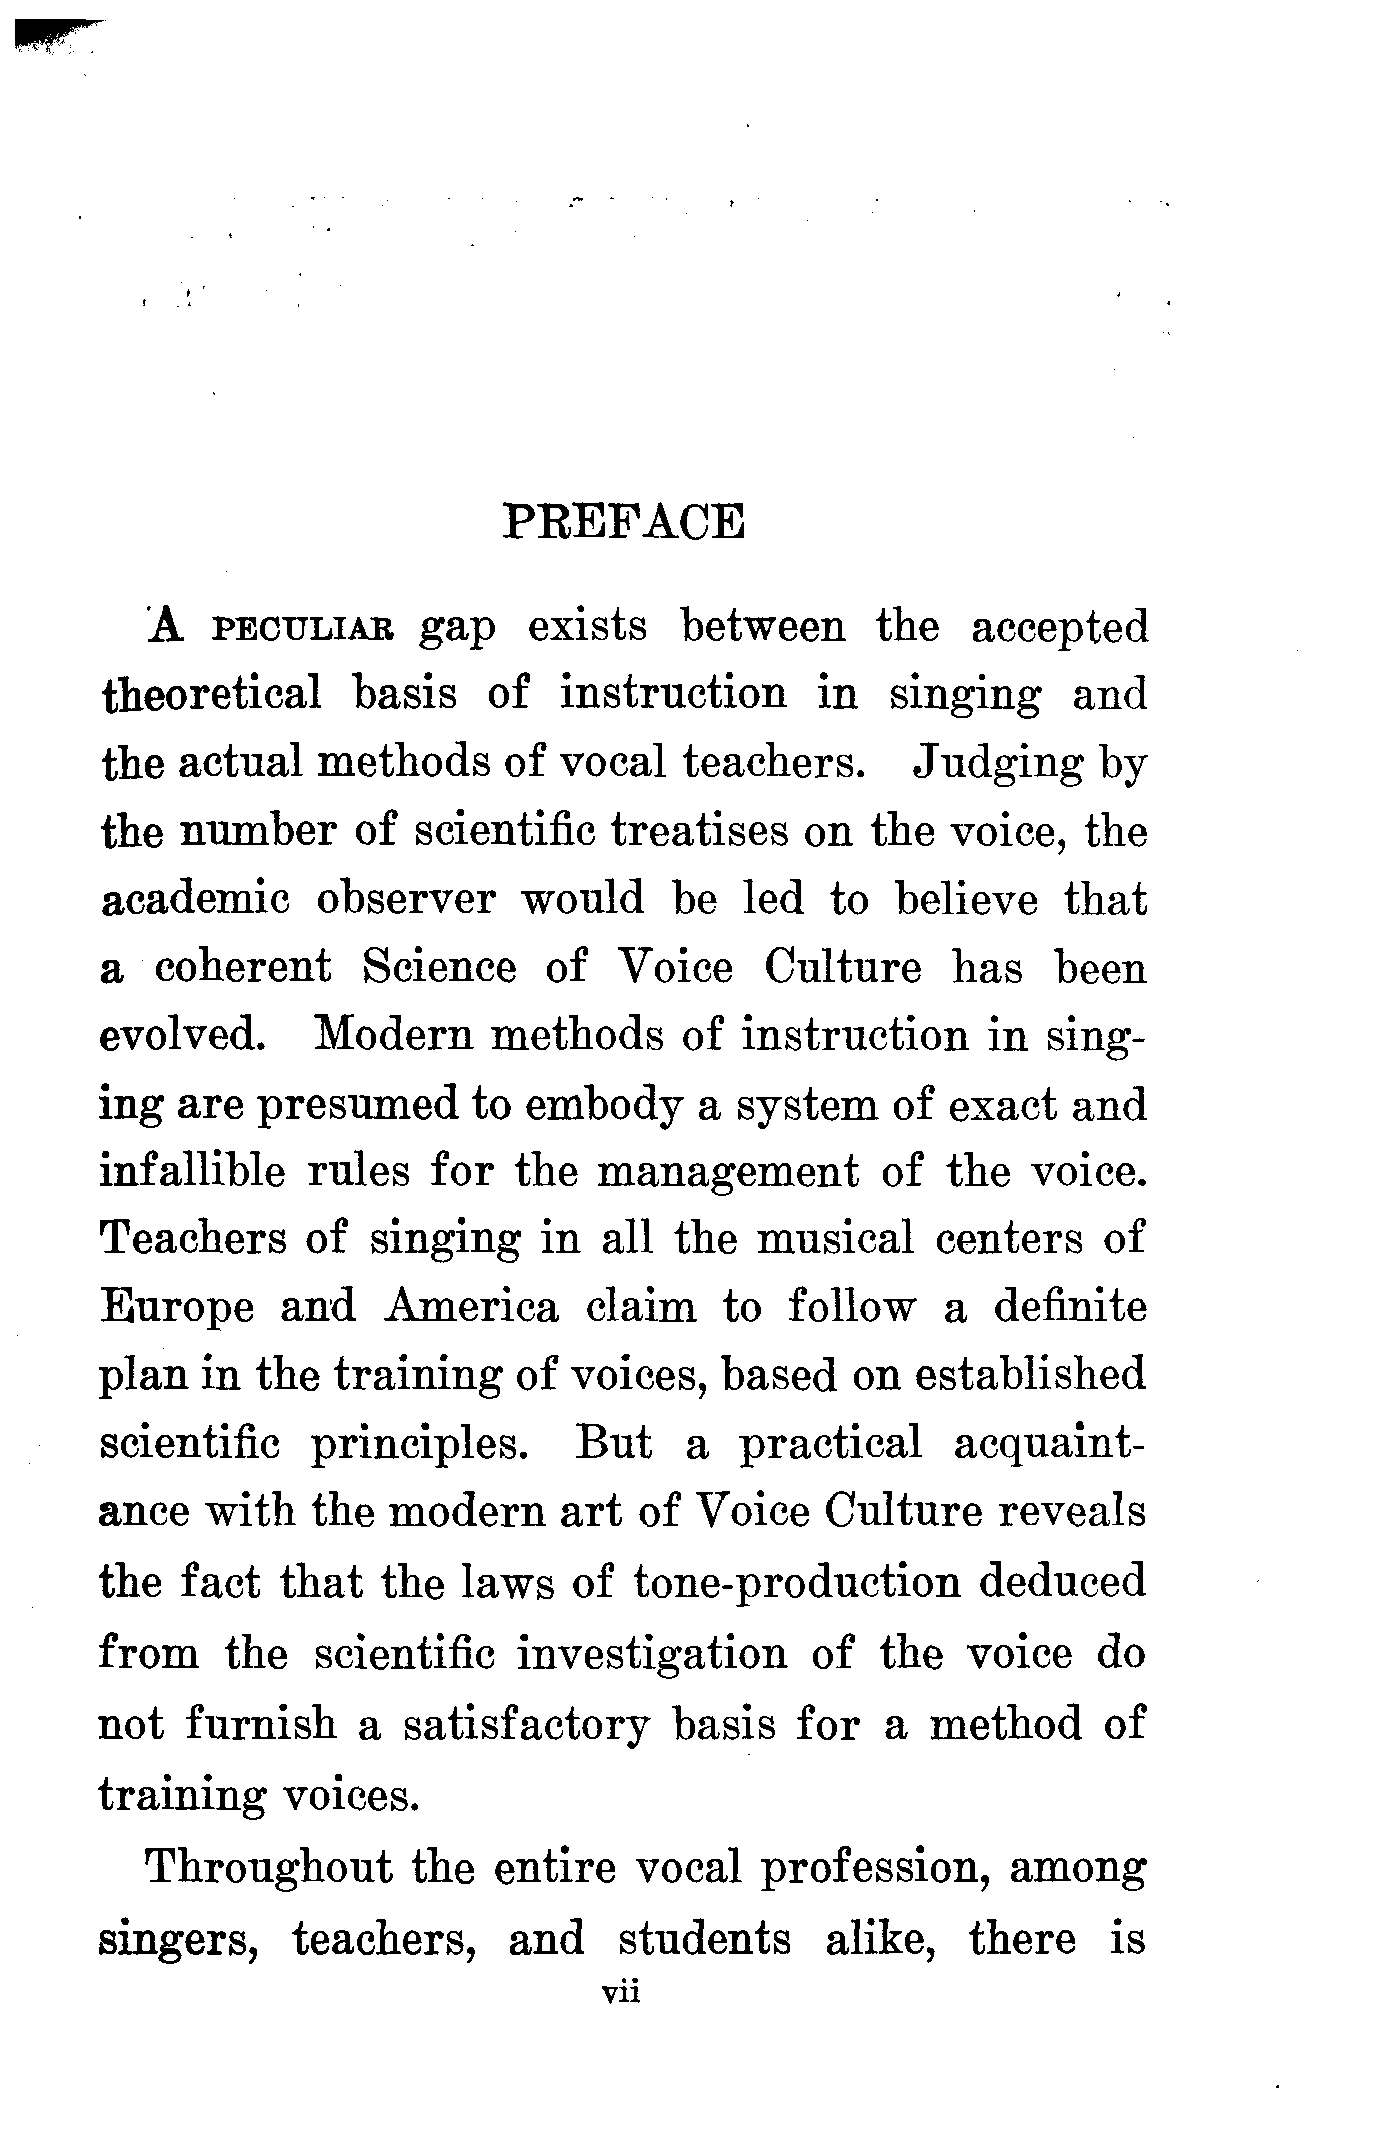 PREFACE
A PECULIAR gap exists between the accepted
theoretical basis of instruction in singing and
the actual methods of vocal teachers. Judging by
the number of scientific treatises on the voice, the
academic observer would be led to believe that
a coherent Science of Voice Culture has been
evolved. Modern methods of instruction in sing-
ing are presumed to embody a system of exact and
infallible rules for the management of the voice.
Teachers of singing in all the musical centers of
Europe and America claim to follow a definite
plan in the training of voices, based on established
scientific principles. But a practical acquaint-
ance with the modern art of Voice Culture reveals
the fact that the laws of tone-production deduced
from the scientific investigation of the voice do
not furnish a satisfactory basis for a method of
training voices.
Throughout the entire vocal profession, among
singers, teachers, and students alike, there is
vii